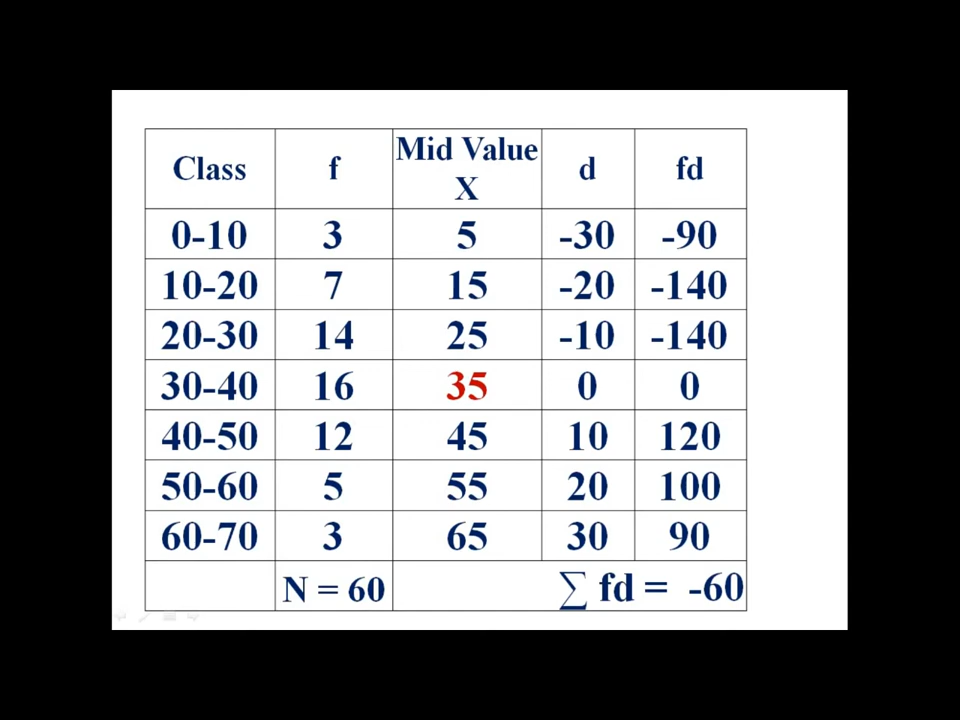 Class f Mid Value X d fd
0-10 3 5 -30 -90
10-20 7 15 -20 -140
20-30 14 25 -10 -140
30-40 16 35 0 0
40-50 12 45 10 120
50-60 5 55 20 100
60-70 3 65 30 90
N = 60 ∑ fd = -60